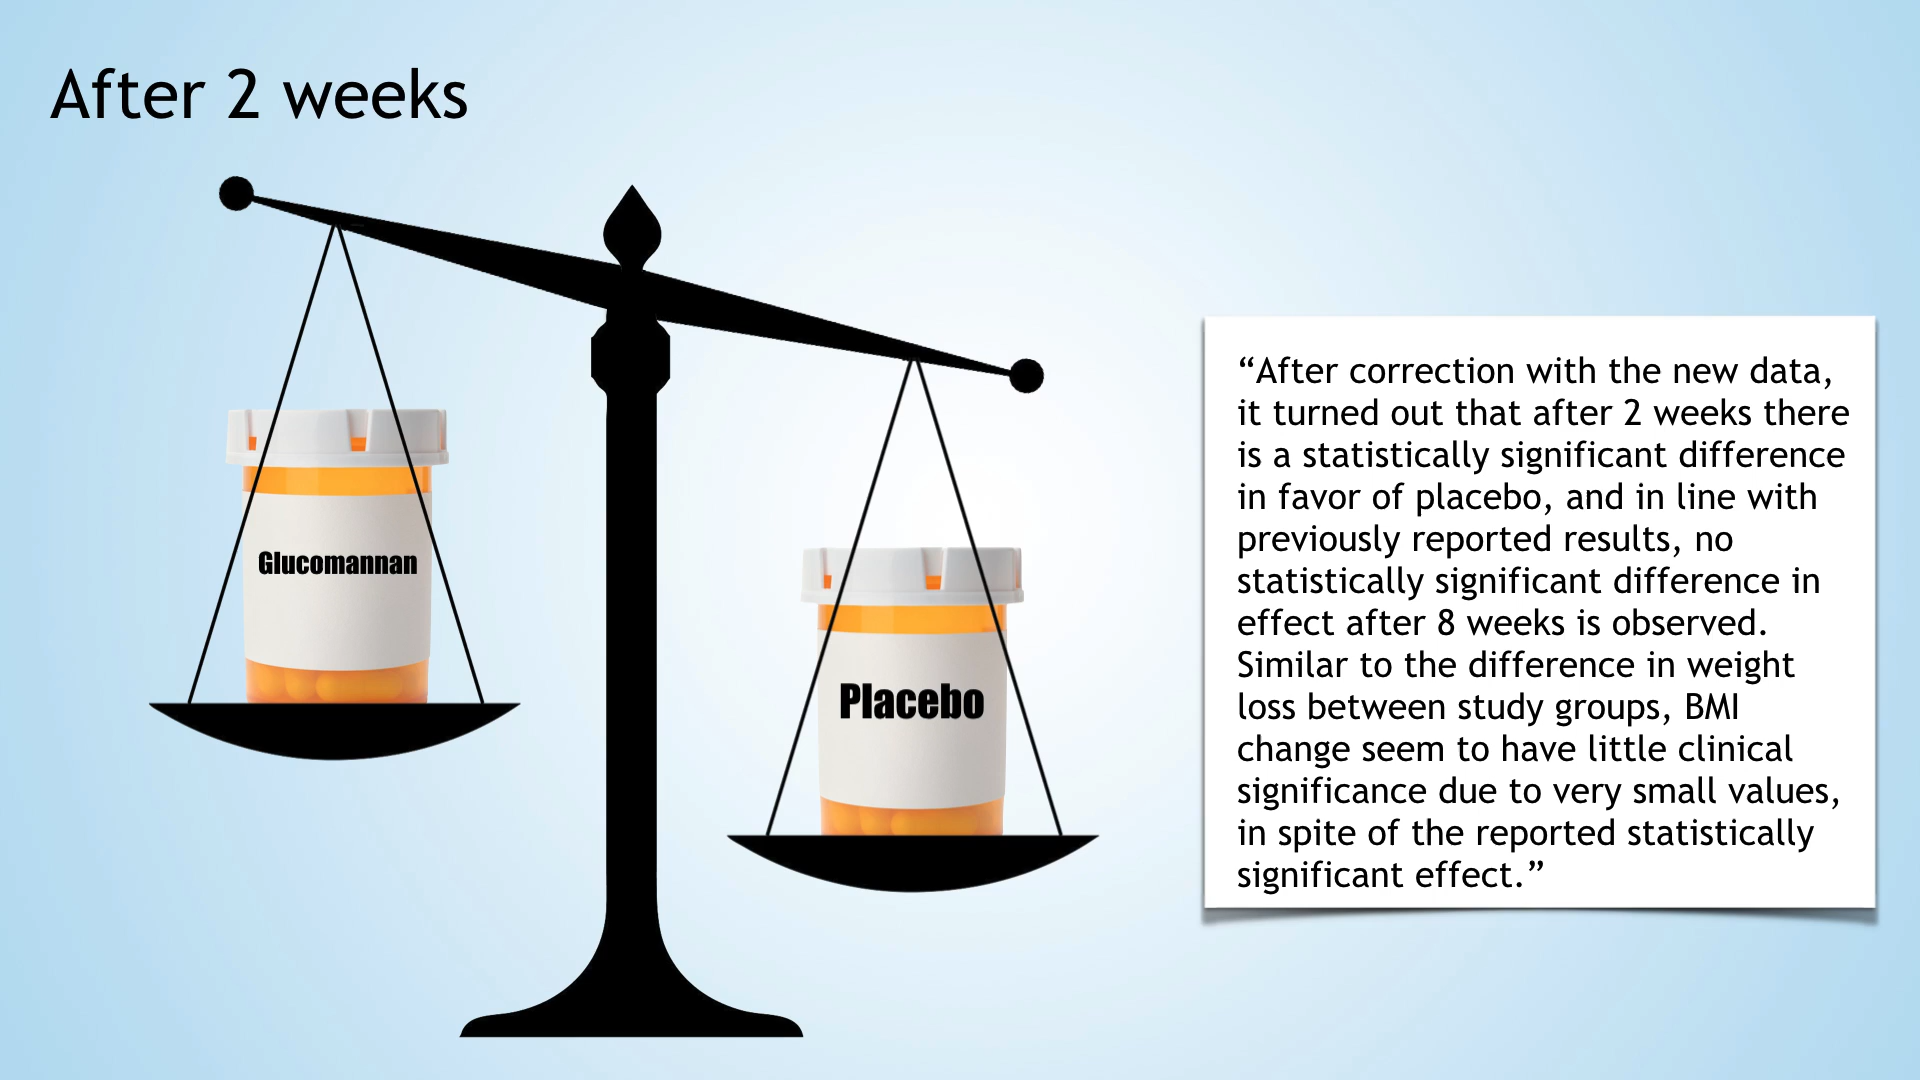 After 2 weeks
Glucomannan
Placebo
“After correction with the new data,
it turned out that after 2 weeks there
is a statistically significant difference
in favor of placebo, and in line with
previously reported results, no
statistically significant difference in
effect after 8 weeks is observed.
Similar to the difference in weight
loss between study groups, BMI
change seem to have little clinical
significance due to very small values,
in spite of the reported statistically
significant effect.”